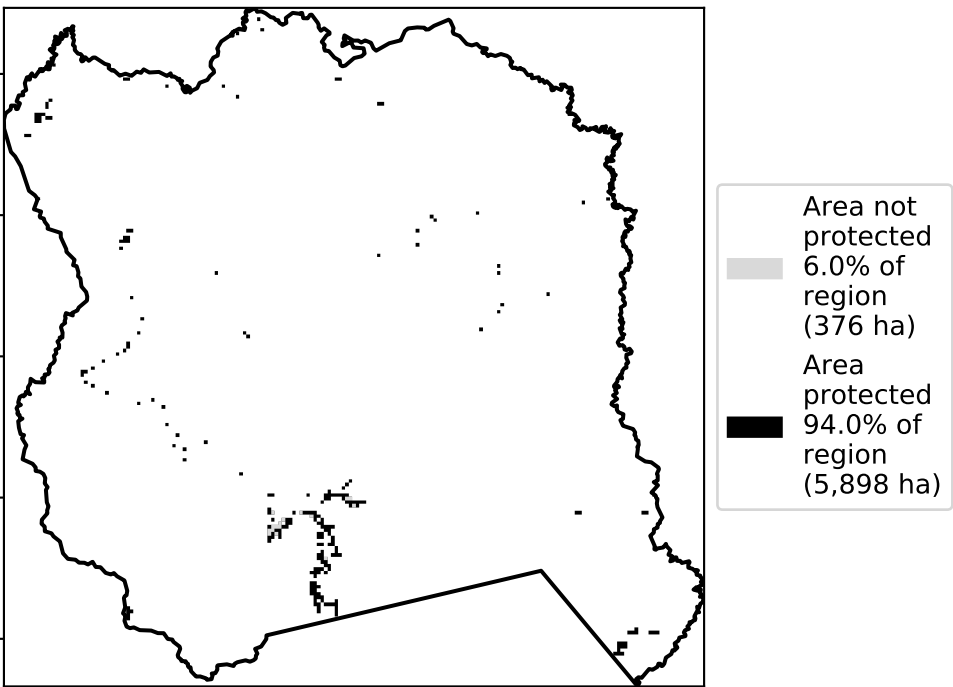 Area not
protected
6.0% of
region
(376 ha)
Area
protected
94.0% of
region
(5,898 ha)